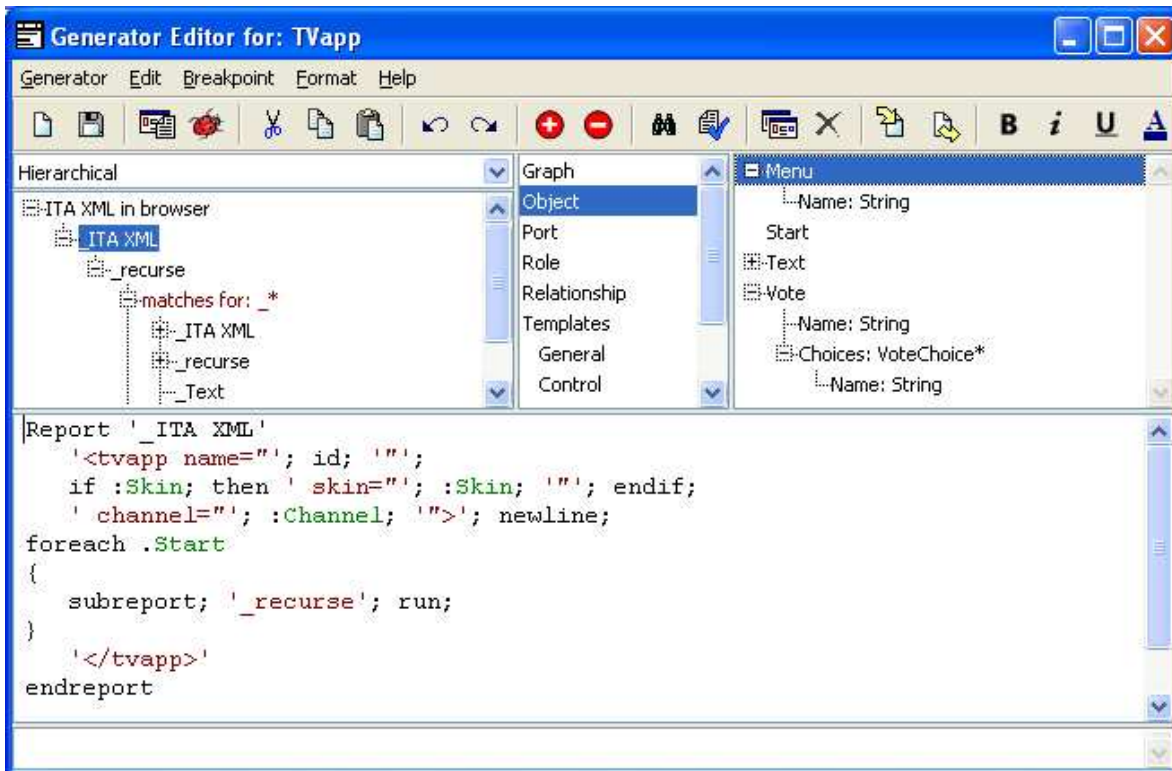 Generator Editor for: TVapp
Generator Edit Breakpoint Format Help
B i U A
Hierarchical
ITA XML in browser
_ITA XML
_recurse
matches for: _*
_ITA XML
_recurse
_Text
Graph
Object
Port
Role
Relationship
Templates
General
Control
Menu
Name: String
Start
Text
Vote
Name: String
Choices: VoteChoice*
Name: String
Report '_ITA XML'
'<tvapp name="'; id; '"';
if :Skin; then ' skin="'; :Skin; '"'; endif;
' channel="'; :Channel; '">'; newline;
foreach .Start
{
subreport; '_recurse'; run;
}
'</tvapp>'
endreport